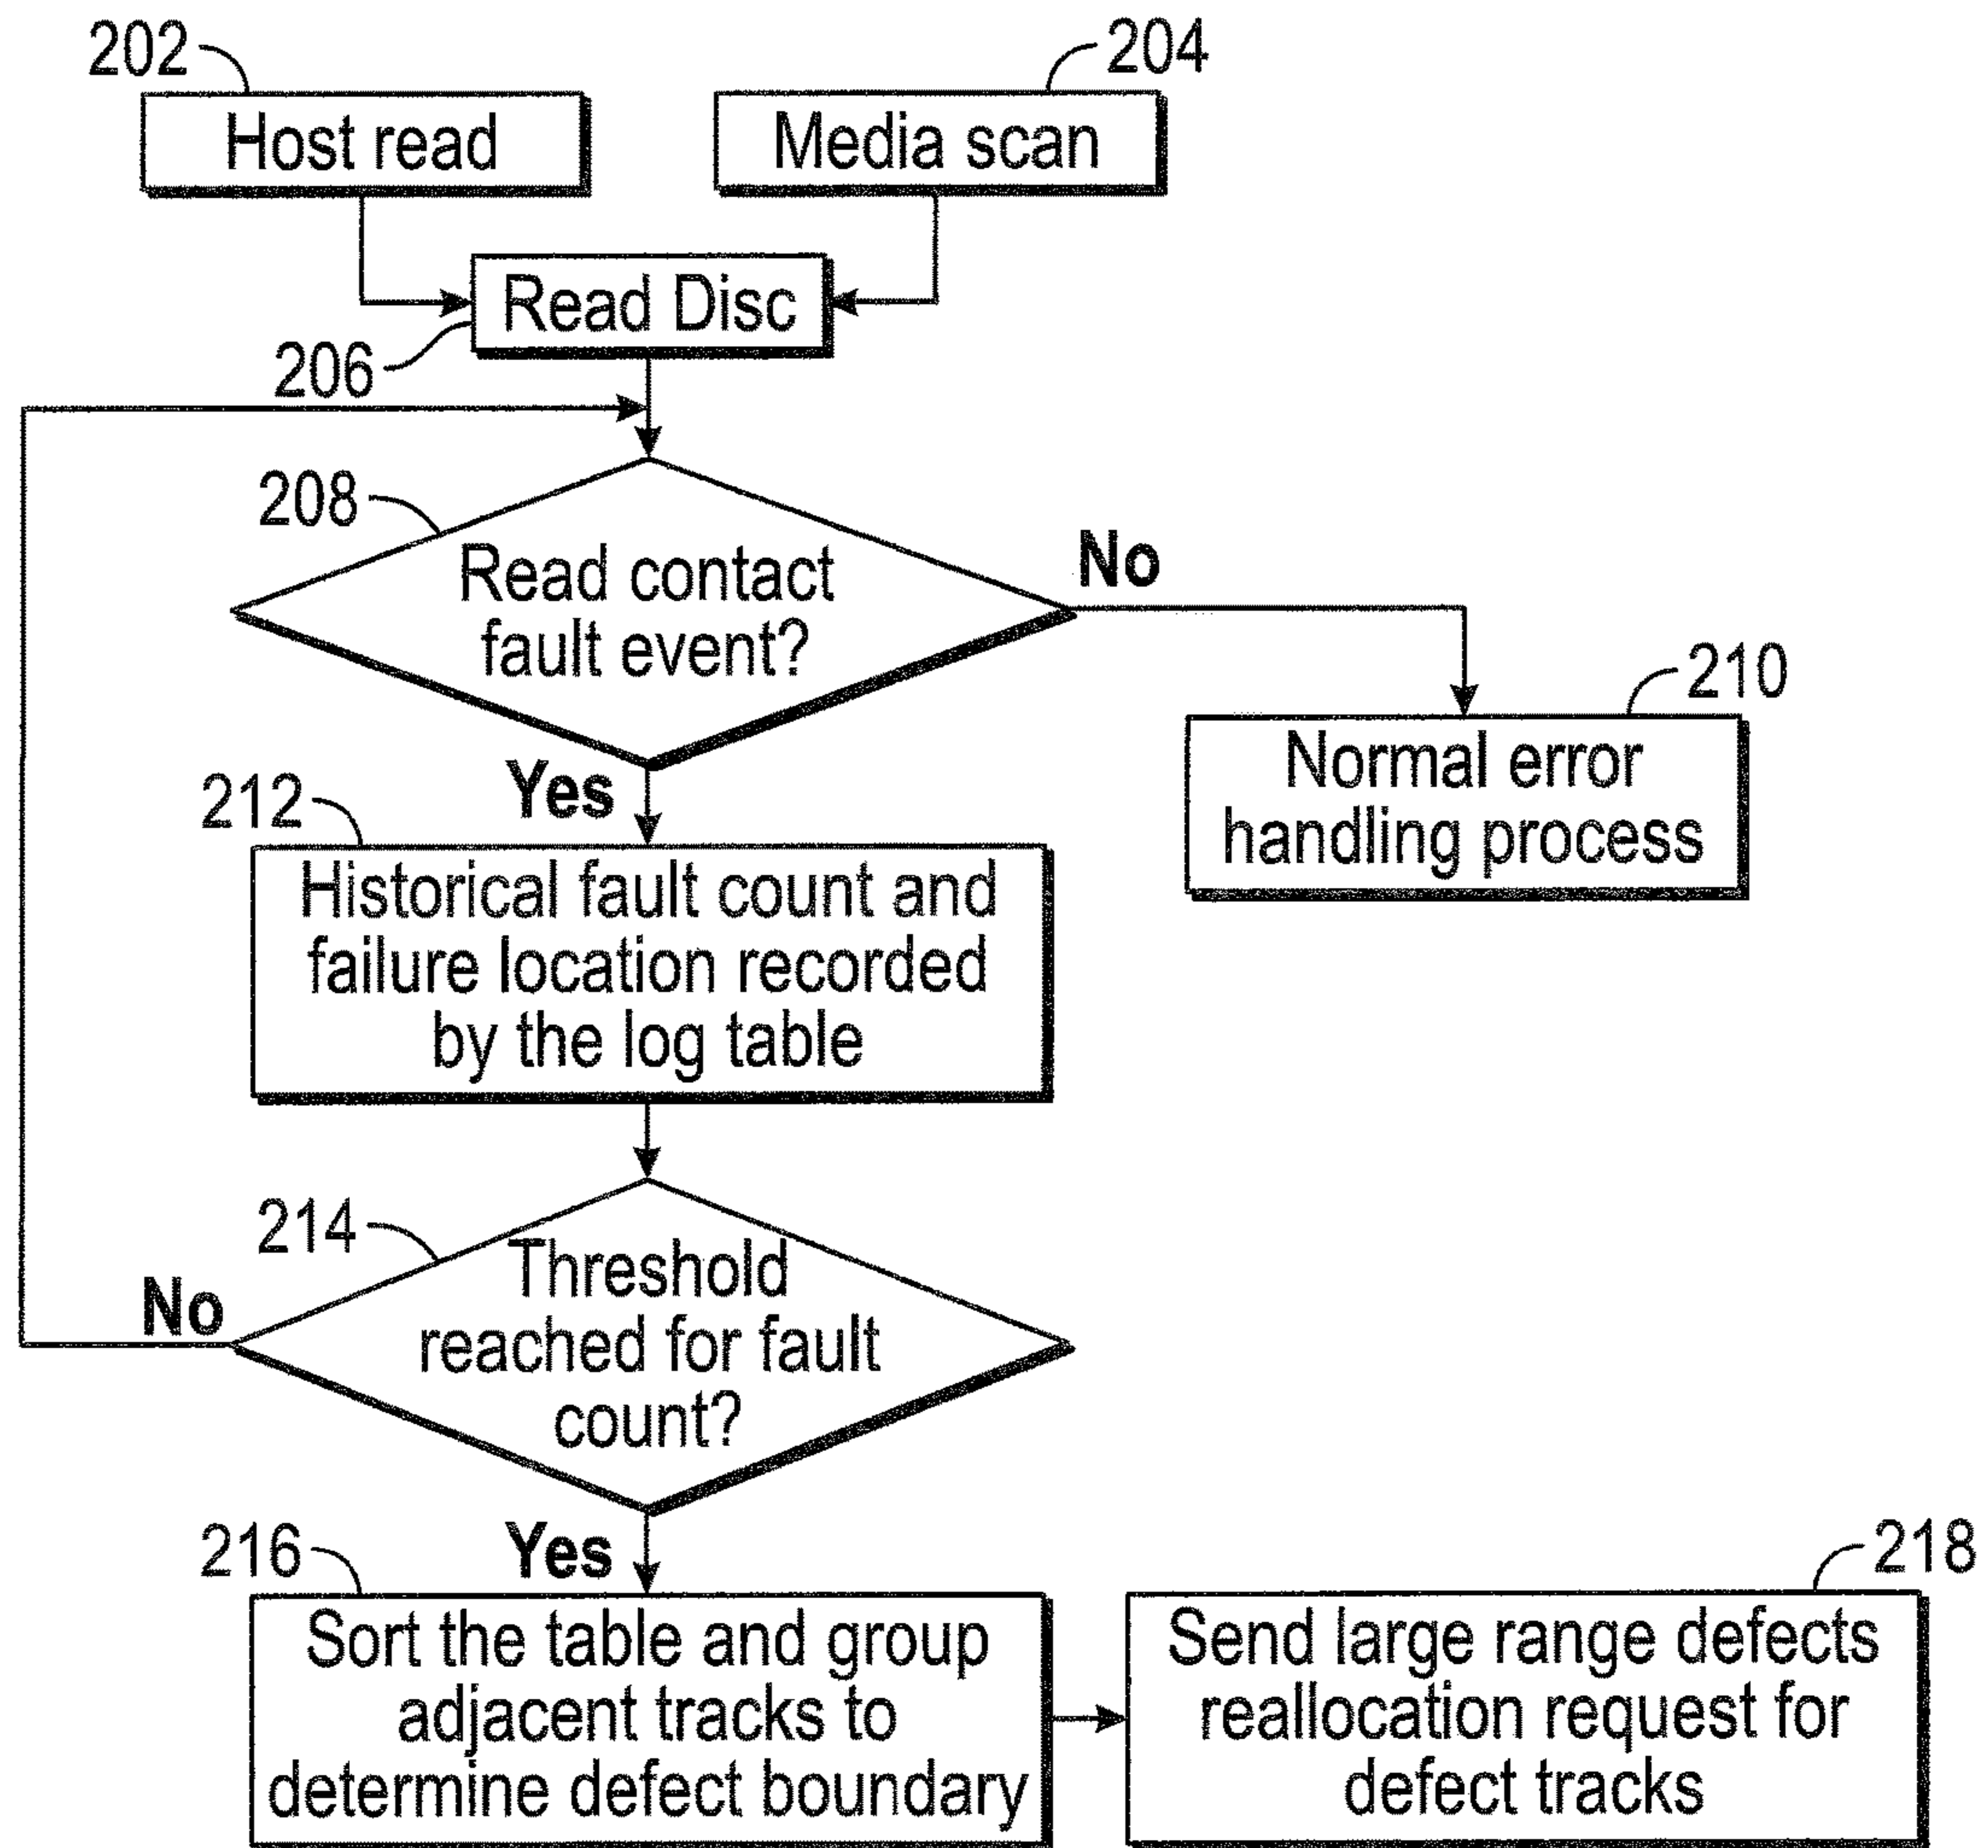 202
204
Host read
Media scan
Read Disc
206
208
Read contact
fault event?
No
210
Normal error
handling process
Yes
212
Historical fault count and
failure location recorded
by the log table
214
Threshold
reached for fault
count?
No
Yes
216
Sort the table and group
adjacent tracks to
determine defect boundary
218
Send large range defects
reallocation request for
defect tracks